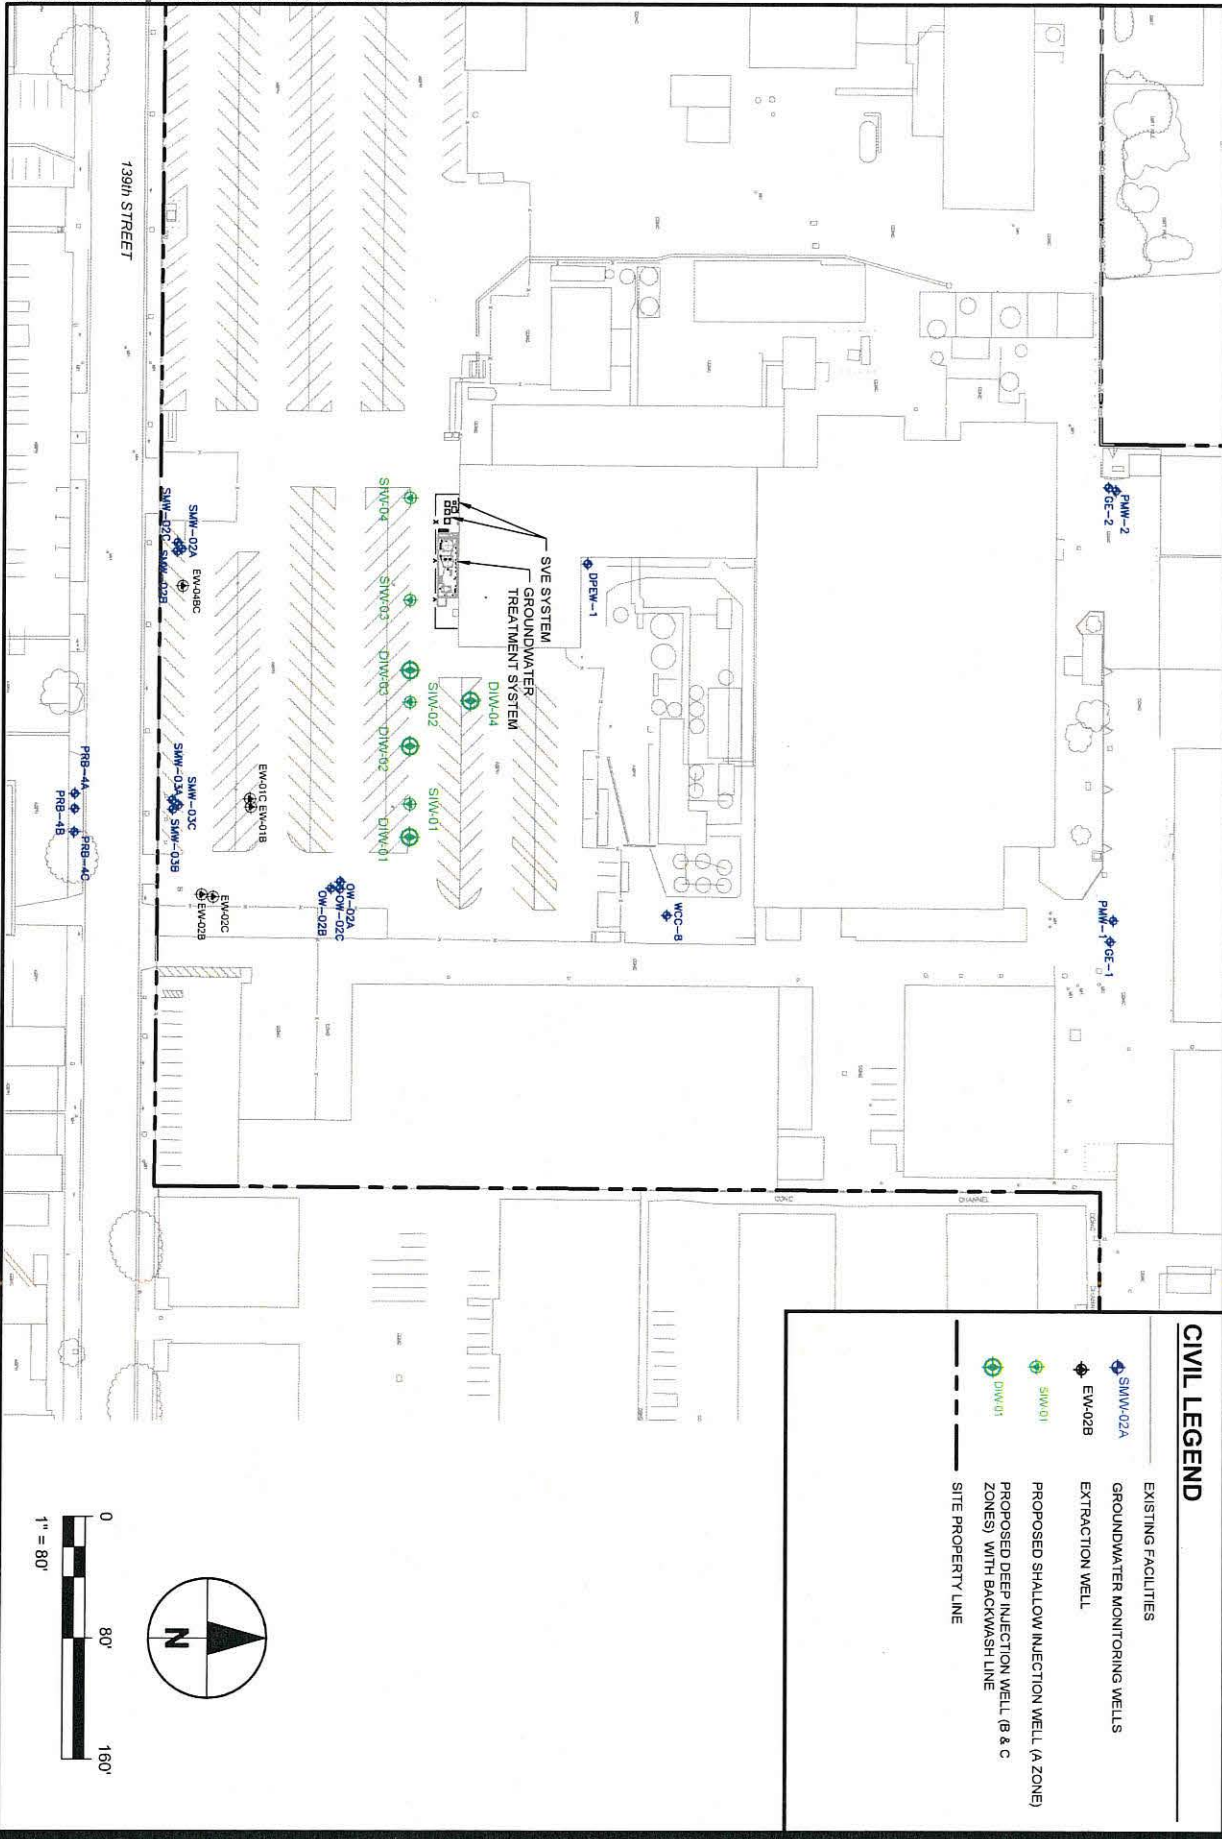 CIVIL LEGEND
EXISTING FACILITIES
SMW-02A
GROUNDWATER MONITORING WELLS
EW-02B
EXTRACTION WELL
SIW-01
PROPOSED SHALLOW INJECTION WELL (A ZONE)
DIW-01
PROPOSED DEEP INJECTION WELL (B & C
ZONES) WITH BACKWASH LINE
SITE PROPERTY LINE
PMW-2
GE-2
PMW-1
GE-1
DPEW-1
WCC-8
SVE SYSTEM
GROUNDWATER
TREATMENT SYSTEM
DIW-04
SIW-04
SIW-03
DIW-03
SIW-02
DIW-02
SIW-01
DIW-01
OW-02A
OW-02C
OW-02B
EW-01C
EW-01B
EW-02C
EW-02B
SMW-02A
SMW-02C
SMW-02B
EW-04BC
SMW-03C
SMW-03A
SMW-03B
PRB-4A
PRB-4B
PRB-4C
139th STREET
CONC
CHANNEL
N
0
80'
160'
1" = 80'